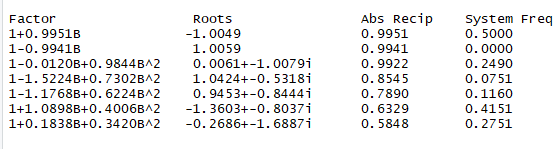 Factor Roots Abs Recip System Freq
1+0.9951B -1.0049 0.9951 0.5000
1-0.9941B 1.0059 0.9941 0.0000
1-0.0120B+0.9844B^2 0.0061+-1.0079i 0.9922 0.2490
1-1.5224B+0.7302B^2 1.0424+-0.5318i 0.8545 0.0751
1-1.1768B+0.6224B^2 0.9453+-0.8444i 0.7890 0.1160
1+1.0898B+0.4006B^2 -1.3603+-0.8037i 0.6329 0.4151
1+0.1838B+0.3420B^2 -0.2686+-1.6887i 0.5848 0.2751